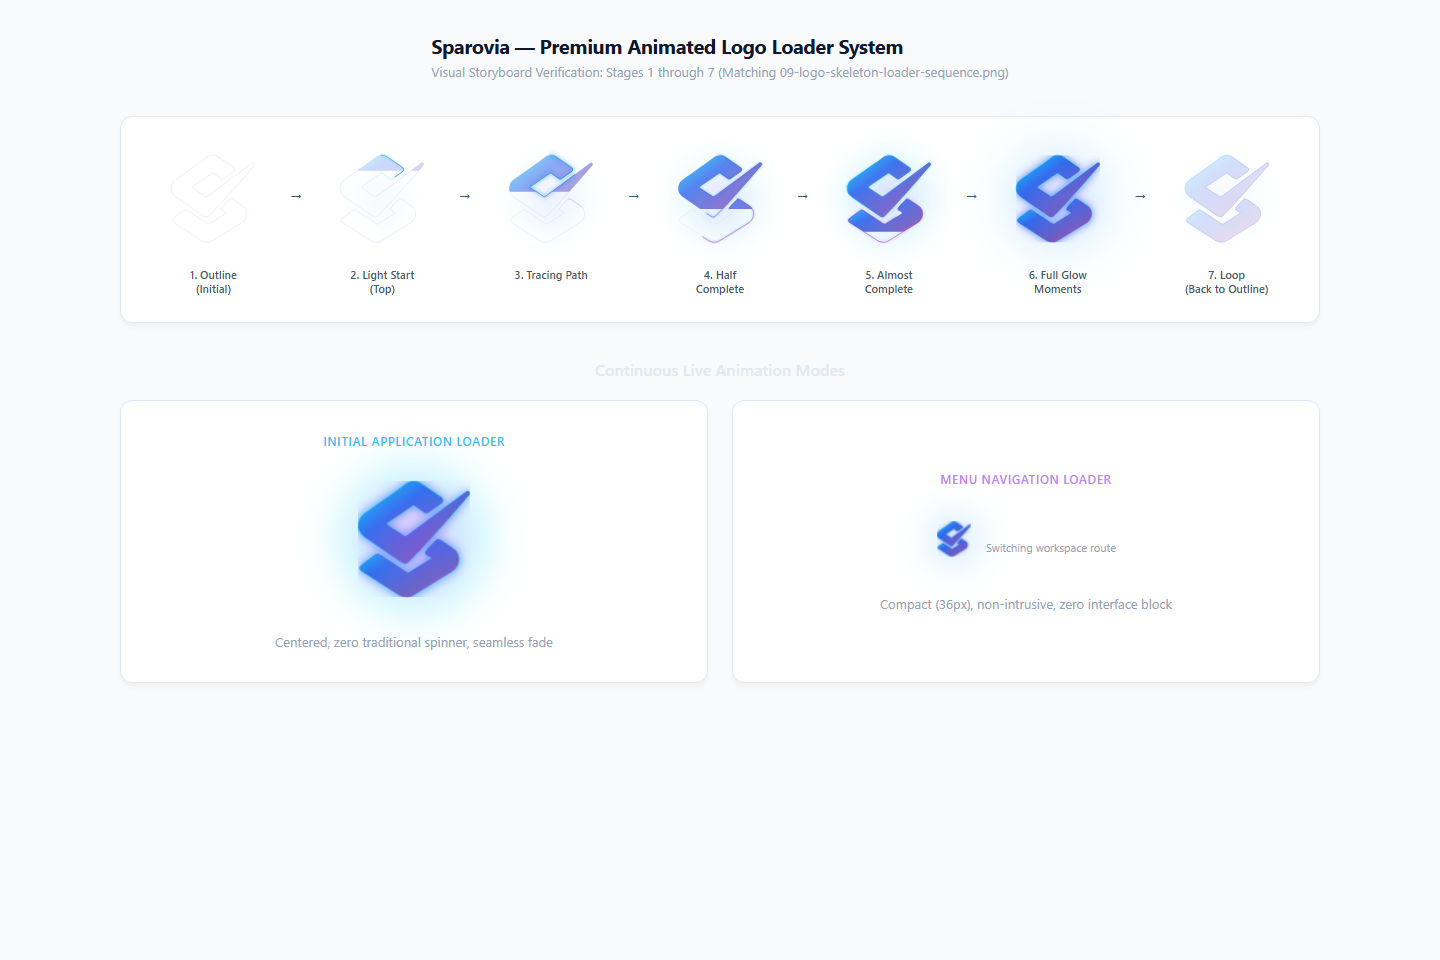 Sparovia — Premium Animated Logo Loader System
Visual Storyboard Verification: Stages 1 through 7 (Matching 09-logo-skeleton-loader-sequence.png)
→ → → → → →
1. Outline
(Initial)
2. Light Start
(Top)
3. Tracing Path
4. Half
Complete
5. Almost
Complete
6. Full Glow
Moments
7. Loop
(Back to Outline)
Continuous Live Animation Modes
INITIAL APPLICATION LOADER
Centered, zero traditional spinner, seamless fade
MENU NAVIGATION LOADER
Switching workspace route
Compact (36px), non-intrusive, zero interface block